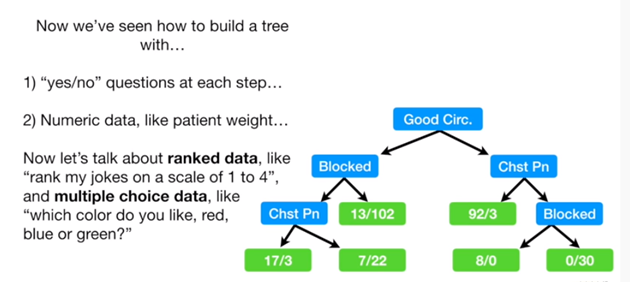 Now we've seen how to build a tree
with…
1) "yes/no" questions at each step…
2) Numeric data, like patient weight…
Now let's talk about ranked data, like
"rank my jokes on a scale of 1 to 4",
and multiple choice data, like
"which color do you like, red,
blue or green?"
Good Circ.
Blocked
Chst Pn
Chst Pn
13/102
92/3
Blocked
17/3
7/22
8/0
0/30